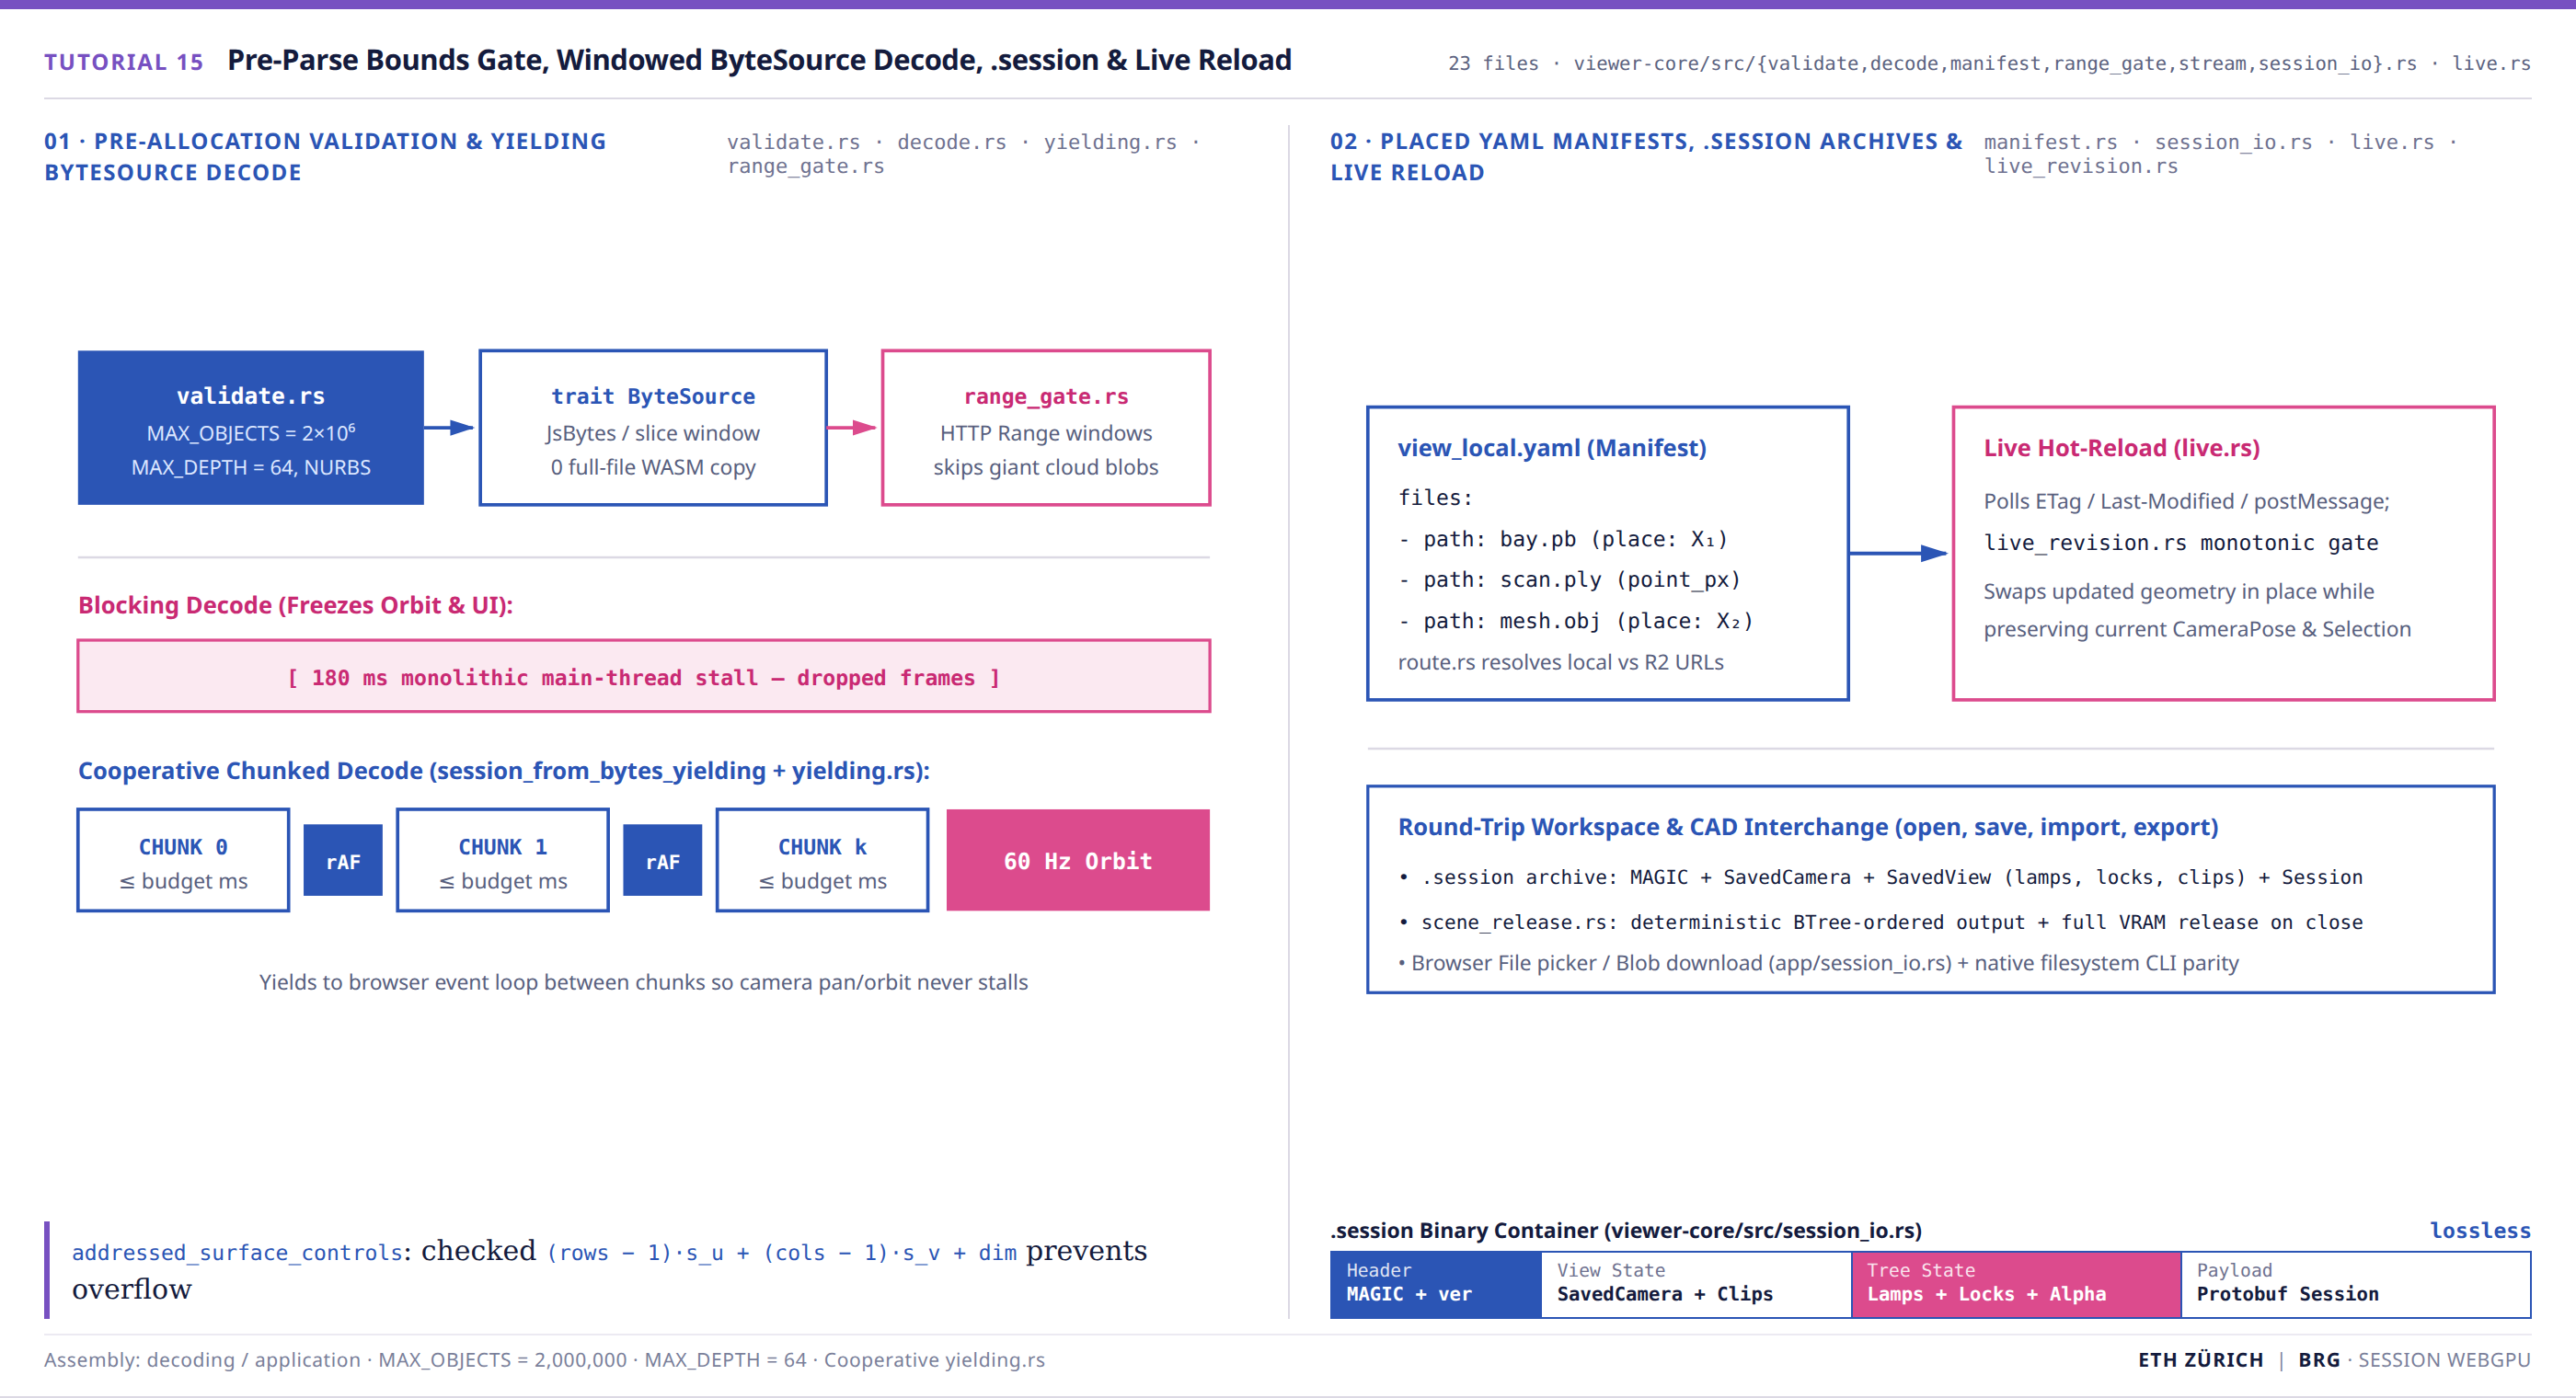 TUTORIAL 15 Pre-Parse Bounds Gate, Windowed ByteSource Decode, .session & Live Reload
23 files · viewer-core/src/{validate,decode,manifest,range_gate,stream,session_io}.rs · live.rs
01 · PRE-ALLOCATION VALIDATION & YIELDING
BYTESOURCE DECODE
validate.rs · decode.rs · yielding.rs ·
range_gate.rs
validate.rs
MAX_OBJECTS = 2×10⁶
MAX_DEPTH = 64, NURBS
trait ByteSource
JsBytes / slice window
0 full-file WASM copy
range_gate.rs
HTTP Range windows
skips giant cloud blobs
Blocking Decode (Freezes Orbit & UI):
[ 180 ms monolithic main-thread stall — dropped frames ]
Cooperative Chunked Decode (session_from_bytes_yielding + yielding.rs):
CHUNK 0
≤ budget ms
rAF
CHUNK 1
≤ budget ms
rAF
CHUNK k
≤ budget ms
60 Hz Orbit
Yields to browser event loop between chunks so camera pan/orbit never stalls
addressed_surface_controls: checked (rows − 1)·s_u + (cols − 1)·s_v + dim prevents
overflow
02 · PLACED YAML MANIFESTS, .SESSION ARCHIVES &
LIVE RELOAD
manifest.rs · session_io.rs · live.rs ·
live_revision.rs
view_local.yaml (Manifest)
files:
- path: bay.pb (place: X₁)
- path: scan.ply (point_px)
- path: mesh.obj (place: X₂)
route.rs resolves local vs R2 URLs
Live Hot-Reload (live.rs)
Polls ETag / Last-Modified / postMessage;
live_revision.rs monotonic gate
Swaps updated geometry in place while
preserving current CameraPose & Selection
Round-Trip Workspace & CAD Interchange (open, save, import, export)
• .session archive: MAGIC + SavedCamera + SavedView (lamps, locks, clips) + Session
• scene_release.rs: deterministic BTree-ordered output + full VRAM release on close
• Browser File picker / Blob download (app/session_io.rs) + native filesystem CLI parity
.session Binary Container (viewer-core/src/session_io.rs)
lossless
Header
MAGIC + ver
View State
SavedCamera + Clips
Tree State
Lamps + Locks + Alpha
Payload
Protobuf Session
Assembly: decoding / application · MAX_OBJECTS = 2,000,000 · MAX_DEPTH = 64 · Cooperative yielding.rs
ETH ZÜRICH | BRG · SESSION WEBGPU